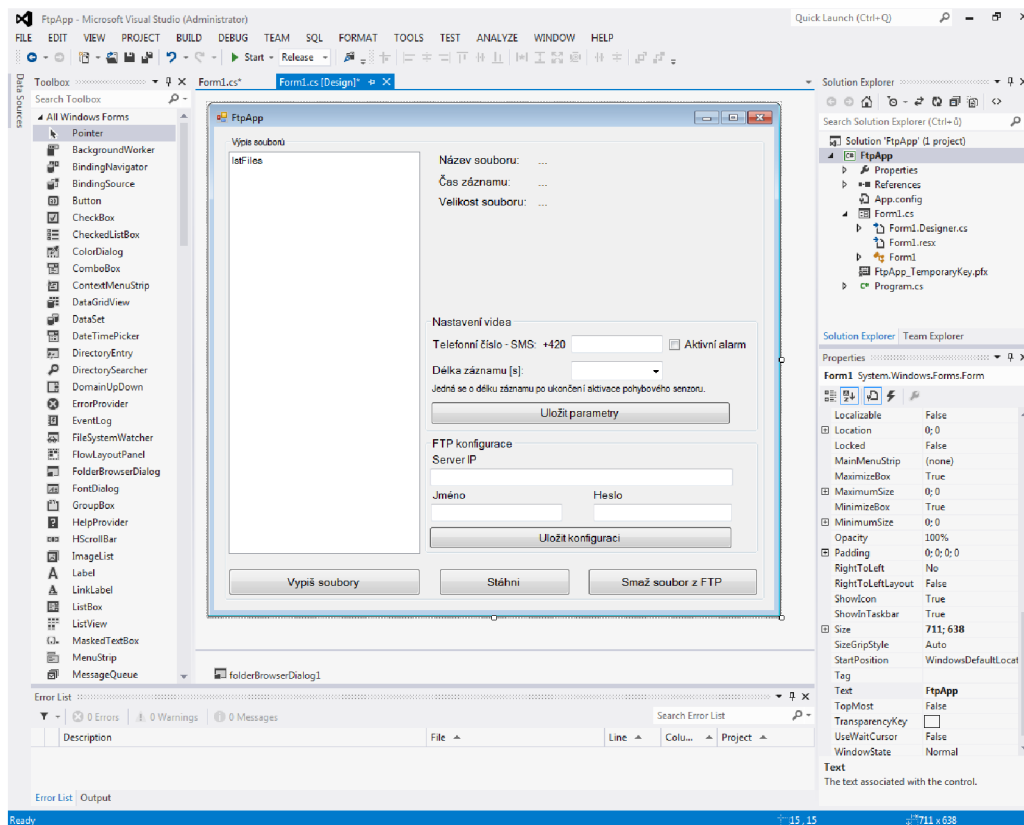 FtpApp - Microsoft Visual Studio (Administrator)
Quick Launch (Ctrl+Q)
FILE EDIT VIEW PROJECT BUILD DEBUG TEAM SQL FORMAT TOOLS TEST ANALYZE WINDOW HELP
Start Release
Data Sources
Toolbox
Search Toolbox
All Windows Forms
Pointer
BackgroundWorker
BindingNavigator
BindingSource
Button
CheckBox
CheckedListBox
ColorDialog
ComboBox
ContextMenuStrip
DataGridView
DataSet
DateTimePicker
DirectoryEntry
DirectorySearcher
DomainUpDown
ErrorProvider
EventLog
FileSystemWatcher
FlowLayoutPanel
FolderBrowserDialog
FontDialog
GroupBox
HelpProvider
HScrollBar
ImageList
Label
LinkLabel
ListBox
ListView
MaskedTextBox
MenuStrip
MessageQueue
Form1.cs* Form1.cs [Design]*
FtpApp
Výpis souborů
lstFiles
Název souboru: ...
Čas záznamu: ...
Velikost souboru: ...
Nastavení videa
Telefonní číslo - SMS: +420 Aktivní alarm
Délka záznamu [s]:
Jedná se o délku záznamu po ukončení aktivace pohybového senzoru.
Uložit parametry
FTP konfigurace
Server IP
Jméno Heslo
Uložit konfiguraci
Vypiš soubory Stáhni Smaž soubor z FTP
folderBrowserDialog1
Solution Explorer
Search Solution Explorer (Ctrl+ů)
Solution 'FtpApp' (1 project)
FtpApp
Properties
References
App.config
Form1.cs
Form1.Designer.cs
Form1.resx
Form1
FtpApp_TemporaryKey.pfx
Program.cs
Solution Explorer Team Explorer
Properties
Form1 System.Windows.Forms.Form
Localizable False
Location 0; 0
Locked False
MainMenuStrip (none)
MaximizeBox True
MaximumSize 0; 0
MinimizeBox True
MinimumSize 0; 0
Opacity 100%
Padding 0; 0; 0; 0
RightToLeft No
RightToLeftLayout False
ShowIcon True
ShowInTaskbar True
Size 711; 638
SizeGripStyle Auto
StartPosition WindowsDefaultLocat
Tag
Text FtpApp
TopMost False
TransparencyKey
UseWaitCursor False
WindowState Normal
Text
The text associated with the control.
Error List
0 Errors 0 Warnings 0 Messages Search Error List
Description File Line Colu... Project
Error List Output
Ready 15 , 15 711 x 638